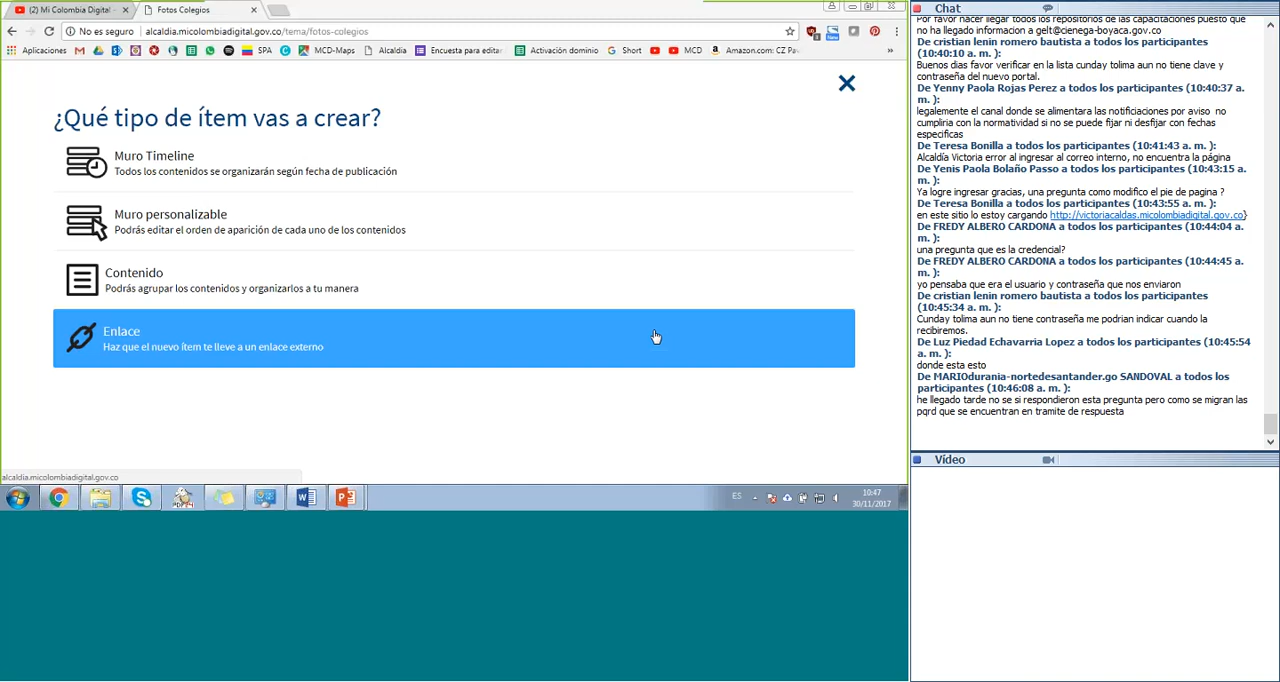 (2) Mi Colombia Digital -
Fotos Colegios
No es seguro | alcaldia.micolombiadigital.gov.co/tema/fotos-colegios
Aplicaciones
SPA
MCD-Maps
Alcaldia
Encuesta para editar
Activación dominio
G Short
MCD
Amazon.com: CZ Pav
»
¿Qué tipo de ítem vas a crear?
Muro Timeline
Todos los contenidos se organizarán según fecha de publicación
Muro personalizable
Podrás editar el orden de aparición de cada uno de los contenidos
Contenido
Podrás agrupar los contenidos y organizarlos a tu manera
Enlace
Haz que el nuevo ítem te lleve a un enlace externo
alcaldia.micolombiadigital.gov.co
ES
10:47
30/11/2017
Chat
Por favor hacer llegar todos los repositorios de las capacitaciones puesto que
no ha llegado informacion a gelt@cienega-boyaca.gov.co
De cristian lenin romero bautista a todos los participantes
(10:40:10 a. m. ):
Buenos dias favor verificar en la lista cunday tolima aun no tiene clave y
contraseña del nuevo portal.
De Yenny Paola Rojas Perez a todos los participantes (10:40:37 a.
m. ):
legalemente el canal donde se alimentara las notifiicaciones por aviso no
cumpliria con la normatividad si no se puede fijar ni desfijar con fechas
especificas
De Teresa Bonilla a todos los participantes (10:41:43 a. m. ):
Alcaldía Victoria error al ingresar al correo interno, no encuentra la página
De Yenis Paola Bolaño Passo a todos los participantes (10:43:15 a.
m. ):
Ya logre ingresar gracias, una pregunta como modifico el pie de pagina ?
De Teresa Bonilla a todos los participantes (10:43:55 a. m. ):
en este sitio lo estoy cargando http://victoriacaldas.micolombiadigital.gov.co}
De FREDY ALBERO CARDONA a todos los participantes (10:44:04 a.
m. ):
una pregunta que es la credencial?
De FREDY ALBERO CARDONA a todos los participantes (10:44:45 a.
m. ):
yo pensaba que era el usuario y contraseña que nos enviaron
De cristian lenin romero bautista a todos los participantes
(10:45:34 a. m. ):
Cunday tolima aun no tiene contraseña me podrian indicar cuando la
recibiremos.
De Luz Piedad Echavarria Lopez a todos los participantes (10:45:54
a. m. ):
donde esta esto
De MARIOdurania-nortedesantander.go SANDOVAL a todos los
participantes (10:46:08 a. m. ):
he llegado tarde no se si respondieron esta pregunta pero como se migran las
pqrd que se encuentran en tramite de respuesta
Vídeo